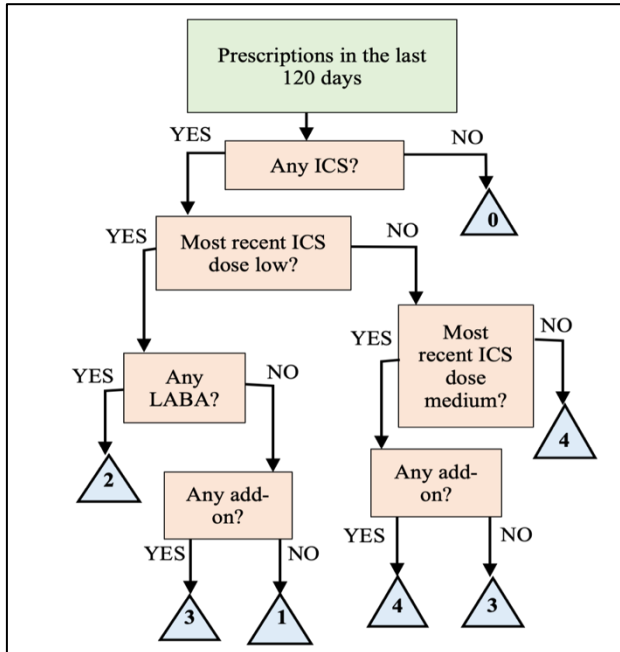 Prescriptions in the last
120 days
YES
NO
Any ICS?
0
YES
Most recent ICS
dose low?
NO
YES
Most
recent ICS
dose
medium?
NO
YES
Any
LABA?
NO
4
2
Any add-
on?
Any add-
on?
YES
NO
YES
NO
3
1
4
3